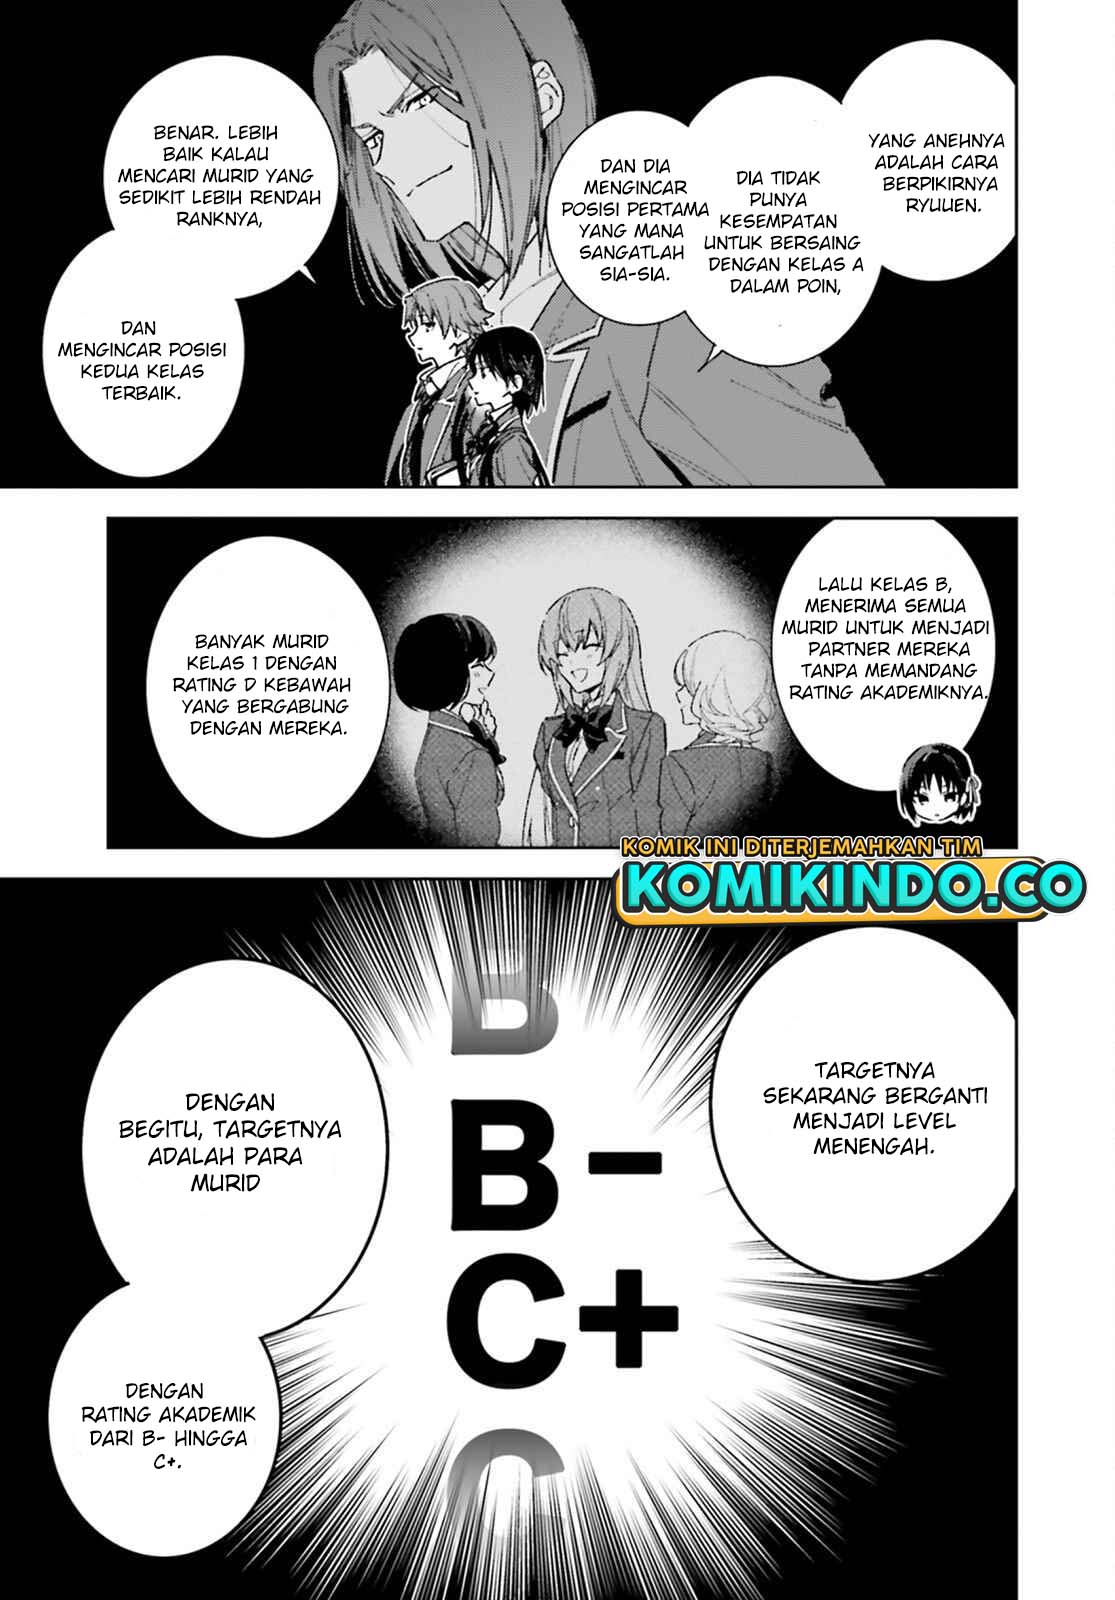 YANG ANEHNYA
ADALAH CARA
BERPIKIRNYA
RYUUEN.
DIA TIDAK
PUNYA
KESEMPATAN
UNTUK BERSAING
DENGAN KELAS A
DALAM POIN,
DAN DIA
MENGINCAR
POSISI PERTAMA
YANG MANA
SANGATLAH
SIA-SIA.
BENAR. LEBIH
BAIK KALAU
MENCARI MURID YANG
SEDIKIT LEBIH RENDAH
RANKNYA,
DAN
MENGINCAR POSISI
KEDUA KELAS
TERBAIK.
LALU KELAS B,
MENERIMA SEMUA
MURID UNTUK MENJADI
PARTNER MEREKA
TANPA MEMANDANG
RATING AKADEMIKNYA.
BANYAK MURID
KELAS 1 DENGAN
RATING D KEBAWAH
YANG BERGABUNG
DENGAN MEREKA.
KOMIK INI DITERJEMAHKAN TIM
KOMIKINDO.CO
TARGETNYA
SEKARANG BERGANTI
MENJADI LEVEL
MENENGAH.
B
B-
C+
C
DENGAN
BEGITU, TARGETNYA
ADALAH PARA
MURID
DENGAN
RATING AKADEMIK
DARI B- HINGGA
C+.